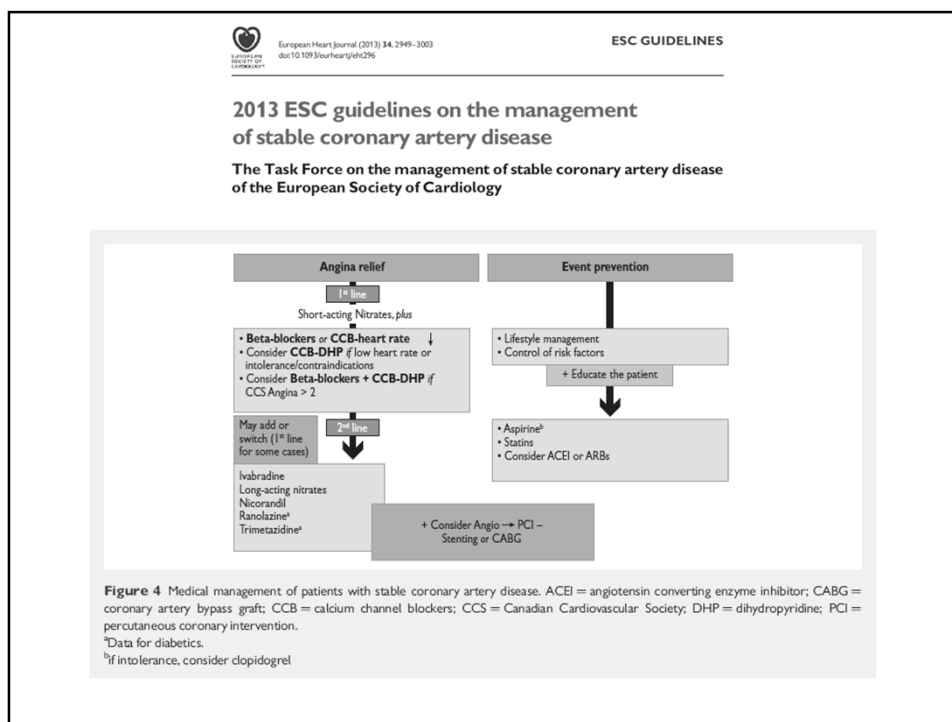 EUROPEAN
SOCIETY OF
CARDIOLOGY®
European Heart Journal (2013) 34, 2949–3003
doi:10.1093/eurheartj/eht296
ESC GUIDELINES
2013 ESC guidelines on the management
of stable coronary artery disease
The Task Force on the management of stable coronary artery disease
of the European Society of Cardiology
Angina relief
1st line
Short-acting Nitrates, plus
• Beta-blockers or CCB-heart rate ↓
• Consider CCB-DHP if low heart rate or
intolerance/contraindications
• Consider Beta-blockers + CCB-DHP if
CCS Angina > 2
May add or
switch (1st line
for some cases)
2nd line
Ivabradine
Long-acting nitrates
Nicorandil
Ranolazineª
Trimetazidineª
Event prevention
• Lifestyle management
• Control of risk factors
+ Educate the patient
• Aspirineᵇ
• Statins
• Consider ACEI or ARBs
+ Consider Angio → PCI –
Stenting or CABG
Figure 4 Medical management of patients with stable coronary artery disease. ACEI = angiotensin converting enzyme inhibitor; CABG =
coronary artery bypass graft; CCB = calcium channel blockers; CCS = Canadian Cardiovascular Society; DHP = dihydropyridine; PCI =
percutaneous coronary intervention.
ªData for diabetics.
ᵇif intolerance, consider clopidogrel